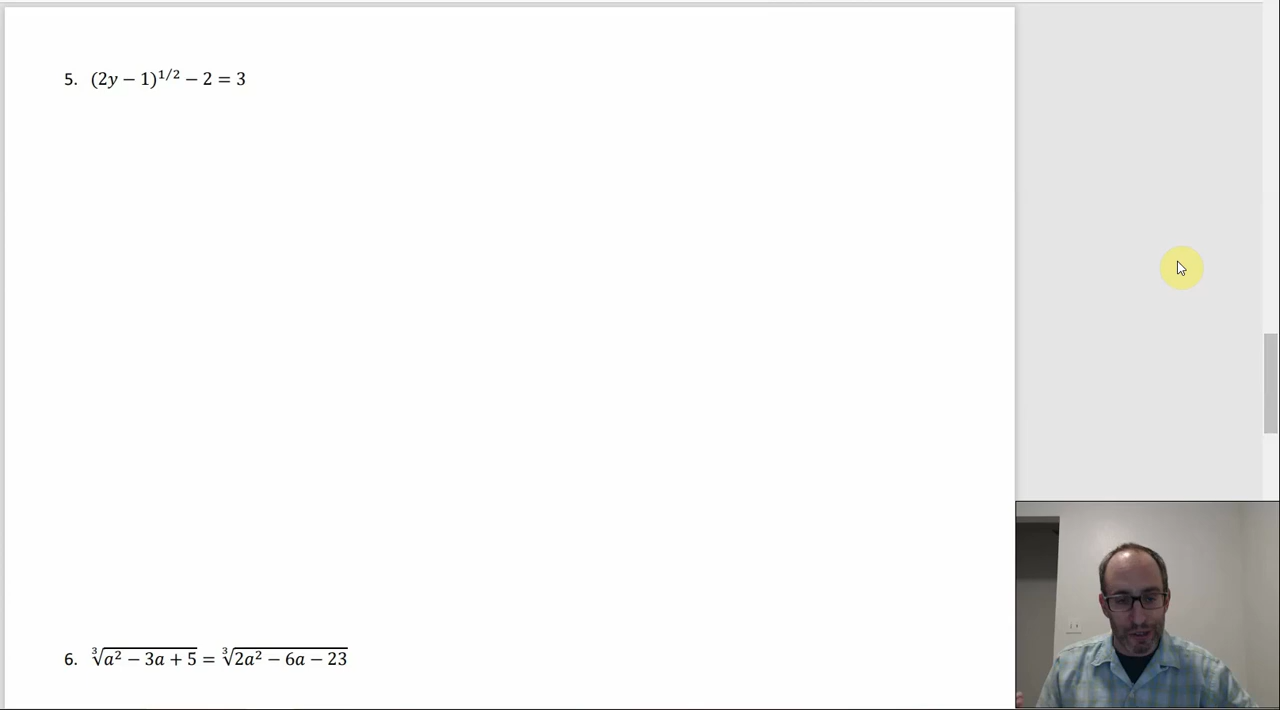 5. (2y − 1)^{1/2} − 2 = 3
6. ∛(a² − 3a + 5) = ∛(2a² − 6a − 23)